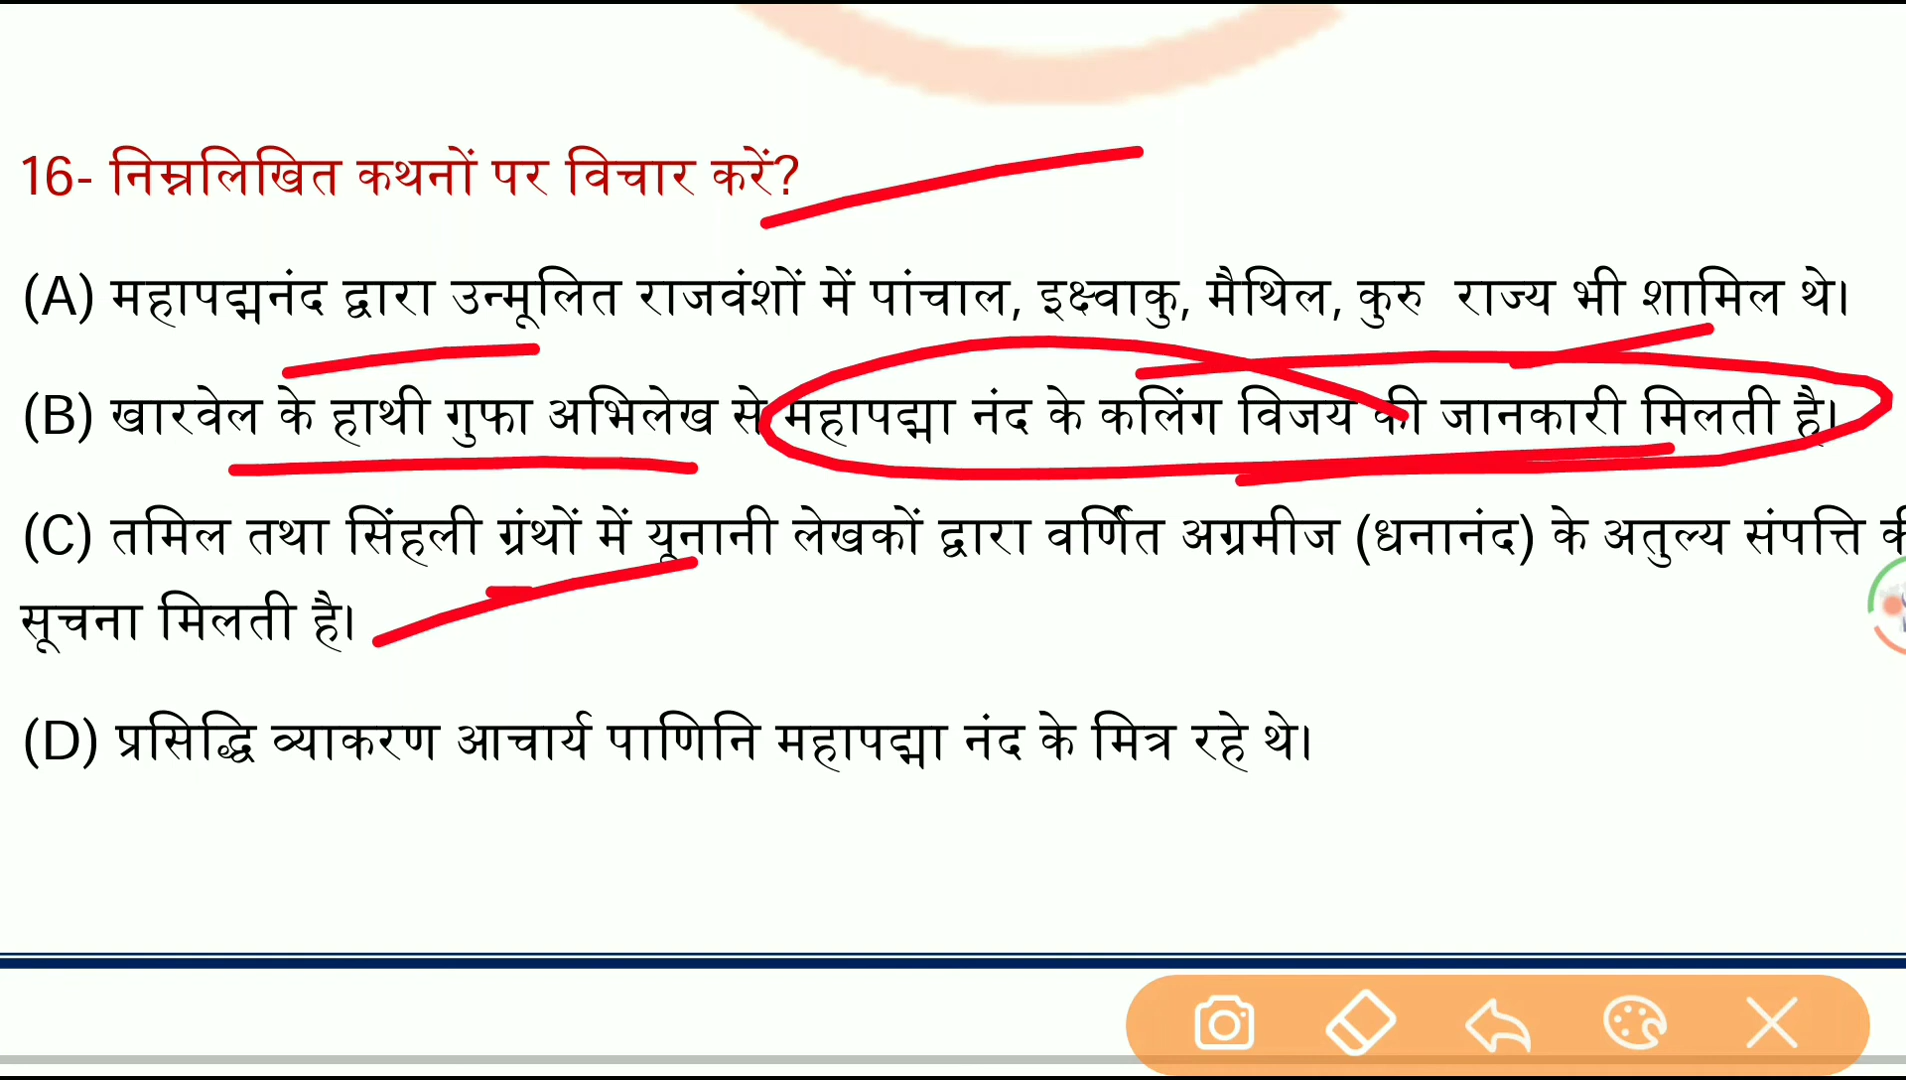 16- निम्नलिखित कथनों पर विचार करें?
(A) महापद्मनंद द्वारा उन्मूलित राजवंशों में पांचाल, इक्ष्वाकु, मैथिल, कुरु राज्य भी शामिल थे।
(B) खारवेल के हाथी गुफा अभिलेख से महापद्मा नंद के कलिंग विजय की जानकारी मिलती है।
(C) तमिल तथा सिंहली ग्रंथों में यूनानी लेखकों द्वारा वर्णित अग्रमीज (धनानंद) के अतुल्य संपत्ति की
सूचना मिलती है।
(D) प्रसिद्धि व्याकरण आचार्य पाणिनि महापद्मा नंद के मित्र रहे थे।